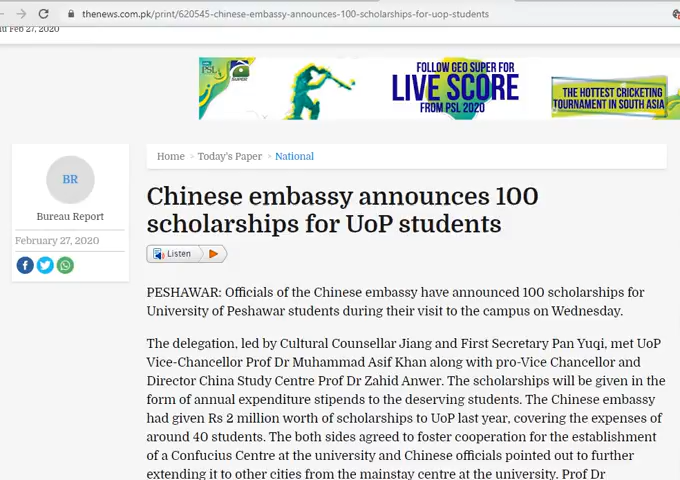 thenews.com.pk/print/620545-chinese-embassy-announces-100-scholarships-for-uop-students
Thu Feb 27, 2020
PSL
SUPER
FOLLOW GEO SUPER FOR
LIVE SCORE
FROM PSL 2020
THE HOTTEST CRICKETING
TOURNAMENT IN SOUTH ASIA
BR
Bureau Report
February 27, 2020
Home > Today's Paper > National
Chinese embassy announces 100
scholarships for UoP students
Listen
PESHAWAR: Officials of the Chinese embassy have announced 100 scholarships for
University of Peshawar students during their visit to the campus on Wednesday.
The delegation, led by Cultural Counsellar Jiang and First Secretary Pan Yuqi, met UoP
Vice-Chancellor Prof Dr Muhammad Asif Khan along with pro-Vice Chancellor and
Director China Study Centre Prof Dr Zahid Anwer. The scholarships will be given in the
form of annual expenditure stipends to the deserving students. The Chinese embassy
had given Rs 2 million worth of scholarships to UoP last year, covering the expenses of
around 40 students. The both sides agreed to foster cooperation for the establishment
of a Confucius Centre at the university and Chinese officials pointed out to further
extending it to other cities from the mainstay centre at the university. Prof Dr